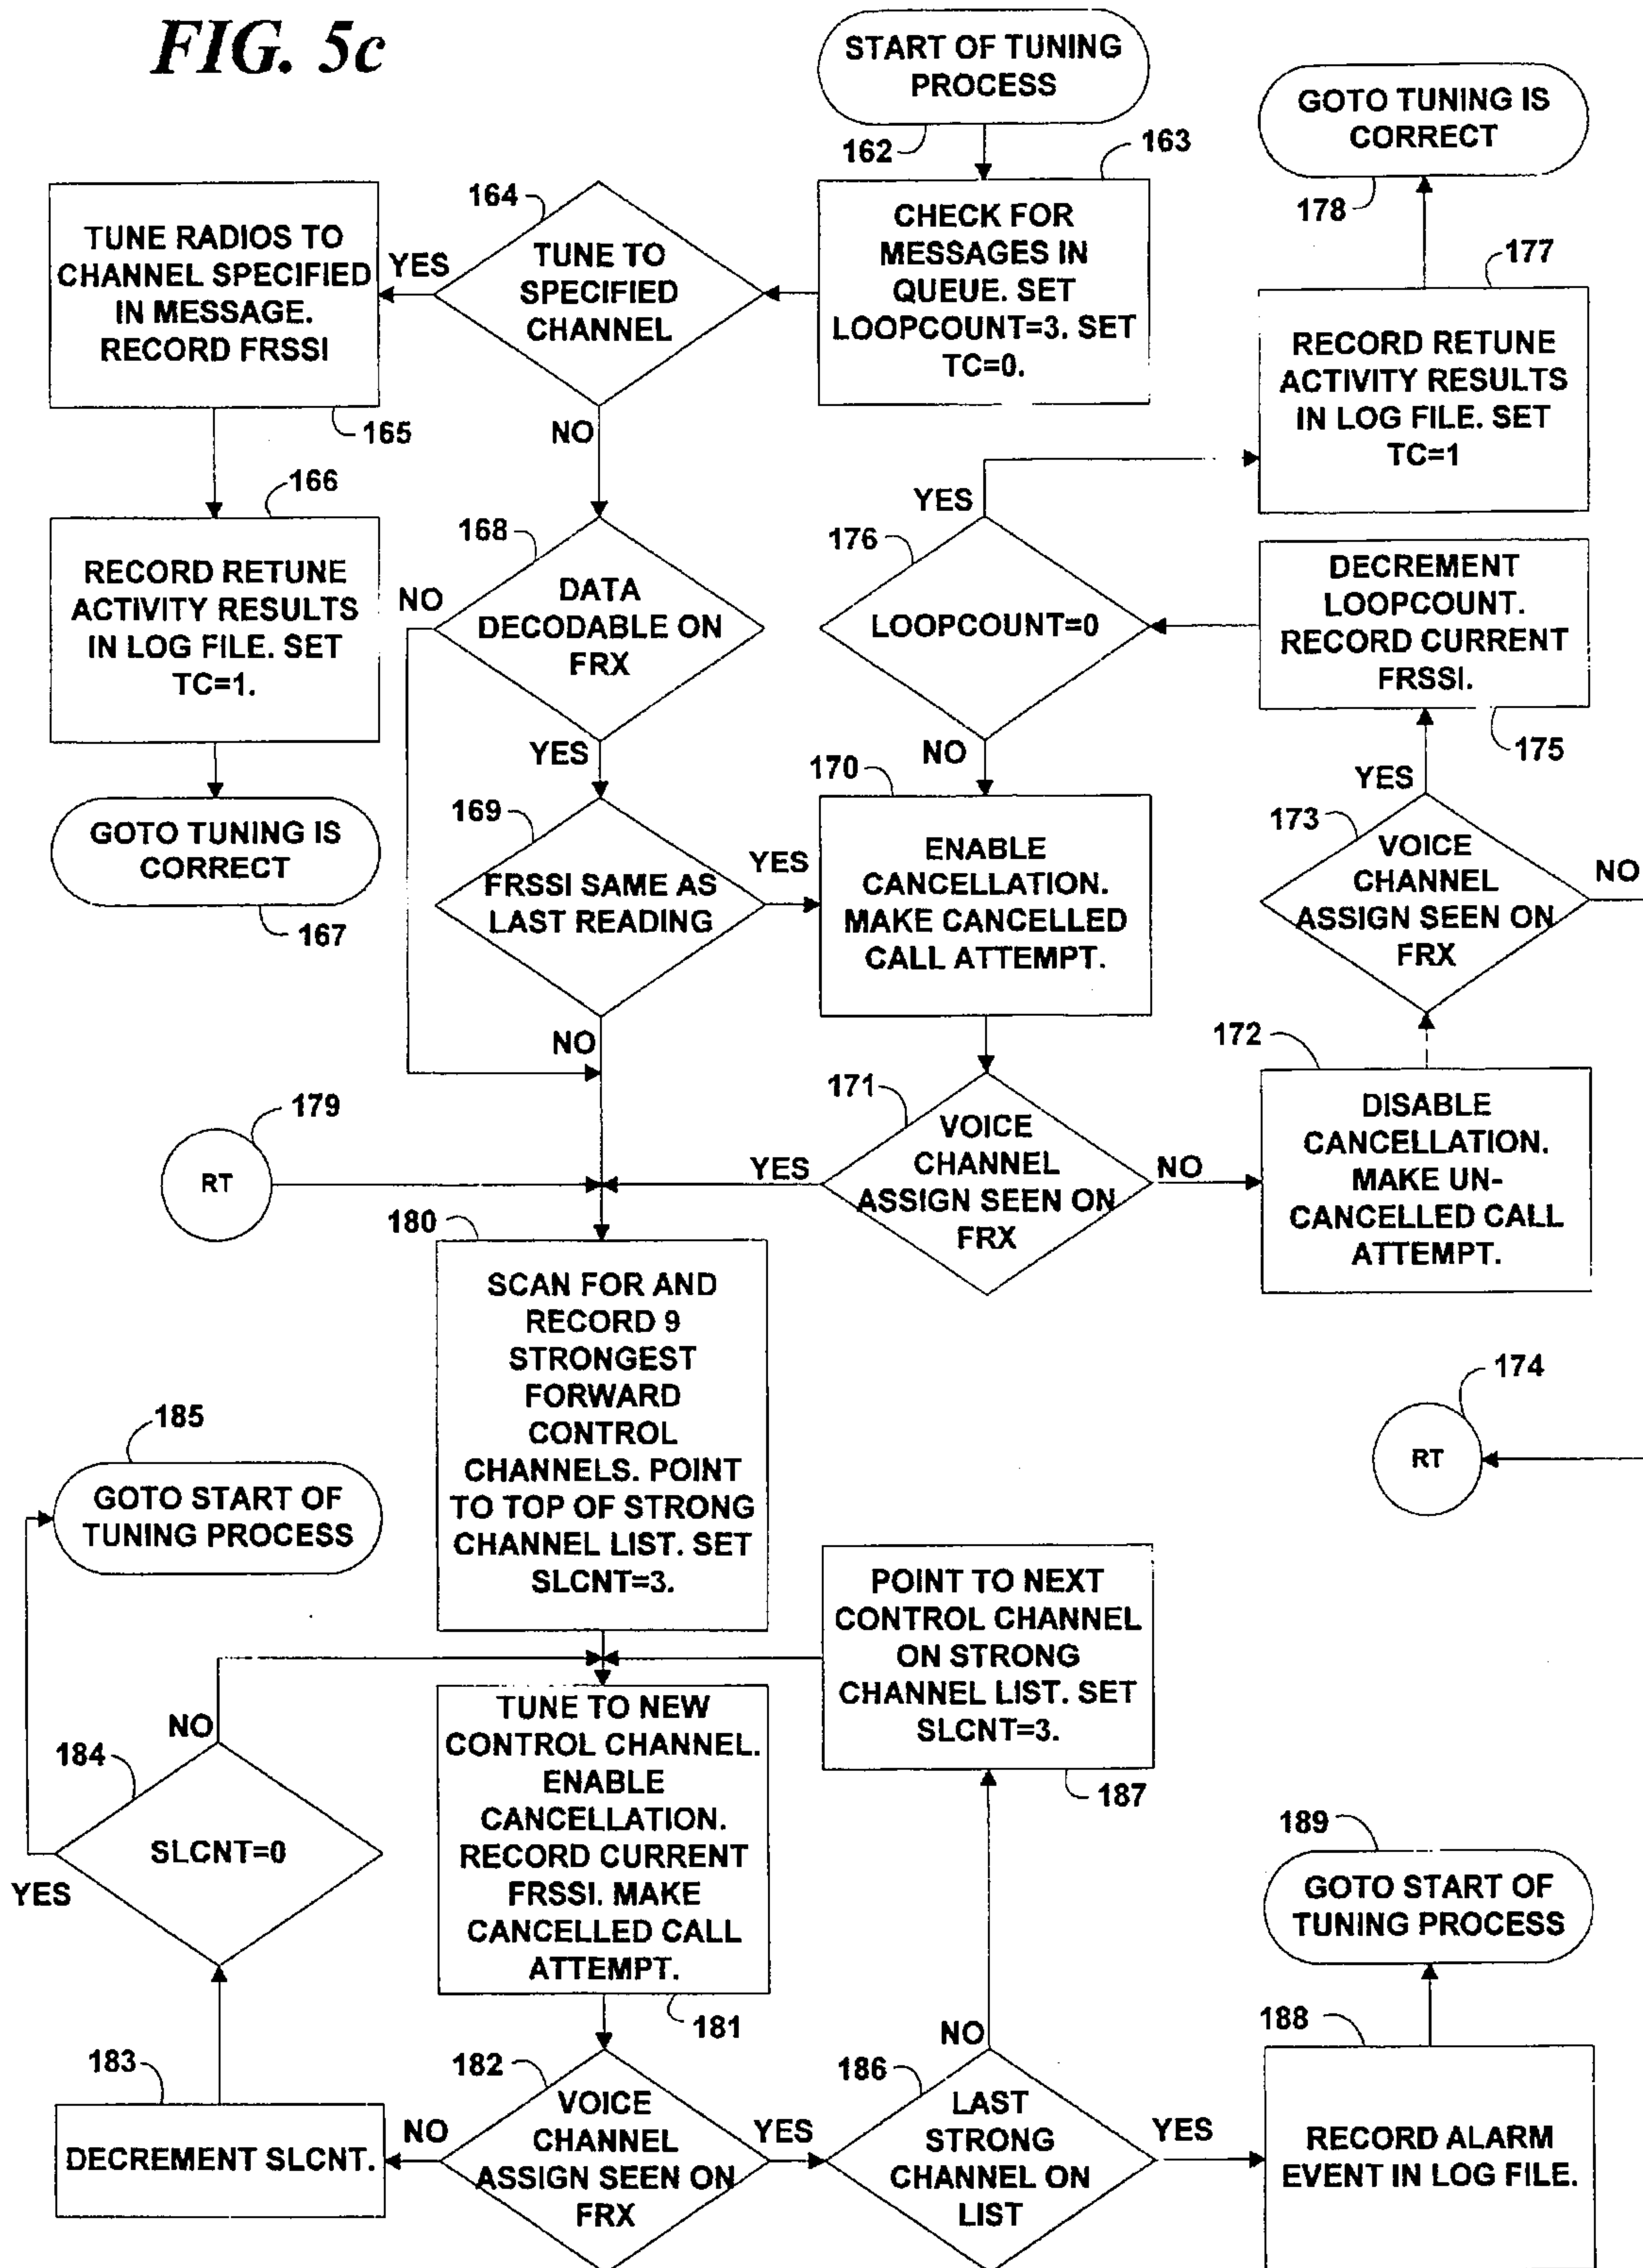 FIG. 5c
START OF TUNING
PROCESS
162
163
CHECK FOR
MESSAGES IN
QUEUE. SET
LOOPCOUNT=3. SET
TC=0.
164
TUNE TO
SPECIFIED
CHANNEL
YES
NO
TUNE RADIOS TO
CHANNEL SPECIFIED
IN MESSAGE.
RECORD FRSSI
165
166
RECORD RETUNE
ACTIVITY RESULTS
IN LOG FILE. SET
TC=1.
GOTO TUNING IS
CORRECT
167
168
DATA
DECODABLE ON
FRX
NO
YES
169
FRSSI SAME AS
LAST READING
YES
NO
170
ENABLE
CANCELLATION.
MAKE CANCELLED
CALL ATTEMPT.
171
VOICE
CHANNEL
ASSIGN SEEN ON
FRX
YES
NO
172
DISABLE
CANCELLATION.
MAKE UN-
CANCELLED CALL
ATTEMPT.
173
VOICE
CHANNEL
ASSIGN SEEN ON
FRX
YES
NO
174
RT
DECREMENT
LOOPCOUNT.
RECORD CURRENT
FRSSI.
175
176
LOOPCOUNT=0
YES
NO
177
RECORD RETUNE
ACTIVITY RESULTS
IN LOG FILE. SET
TC=1
GOTO TUNING IS
CORRECT
178
179
RT
180
SCAN FOR AND
RECORD 9
STRONGEST
FORWARD
CONTROL
CHANNELS. POINT
TO TOP OF STRONG
CHANNEL LIST. SET
SLCNT=3.
TUNE TO NEW
CONTROL CHANNEL.
ENABLE
CANCELLATION.
RECORD CURRENT
FRSSI. MAKE
CANCELLED CALL
ATTEMPT.
181
182
VOICE
CHANNEL
ASSIGN SEEN ON
FRX
NO
YES
183
DECREMENT SLCNT.
184
SLCNT=0
NO
YES
185
GOTO START OF
TUNING PROCESS
186
LAST
STRONG
CHANNEL ON
LIST
NO
YES
POINT TO NEXT
CONTROL CHANNEL
ON STRONG
CHANNEL LIST. SET
SLCNT=3.
187
188
RECORD ALARM
EVENT IN LOG FILE.
189
GOTO START OF
TUNING PROCESS